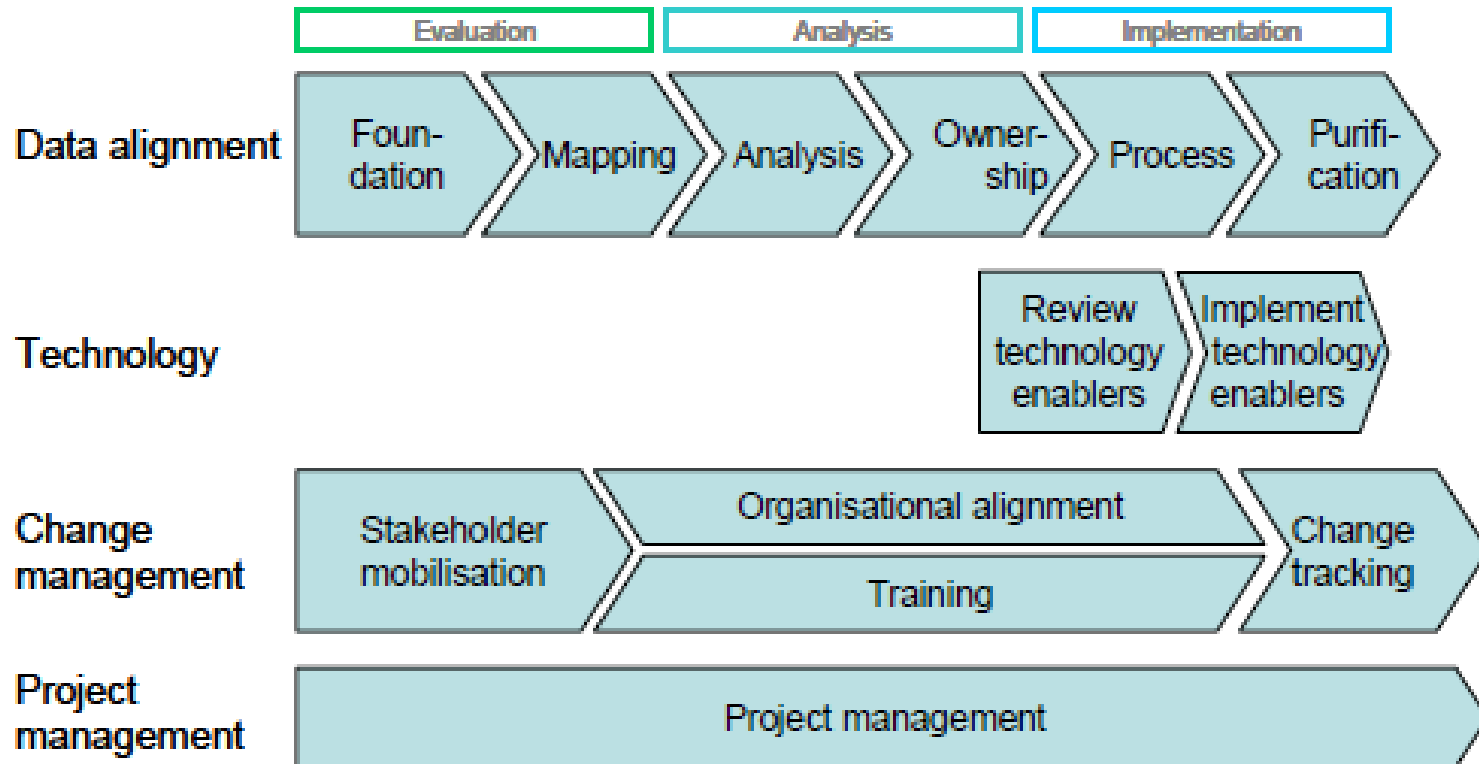 Evaluation
Analysis
Implementation
Data alignment
Foun-
dation
Mapping
Analysis
Owner-
ship
Process
Purifi-
cation
Technology
Review
technology
enablers
Implement
technology
enablers
Change
management
Stakeholder
mobilisation
Organisational alignment
Training
Change
tracking
Project
management
Project management